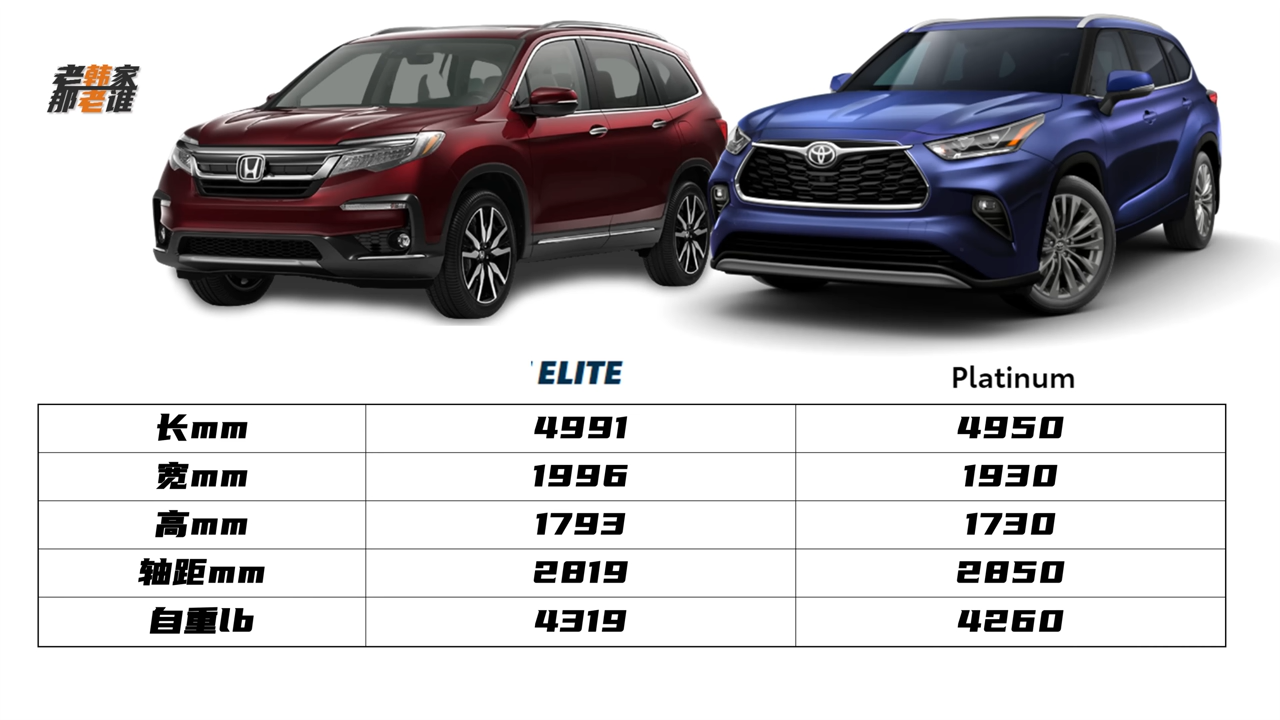 老韩家
那老谁
ELITE
Platinum
长mm 4991 4950
宽mm 1996 1930
高mm 1793 1730
轴距mm 2819 2850
自重lb 4319 4260